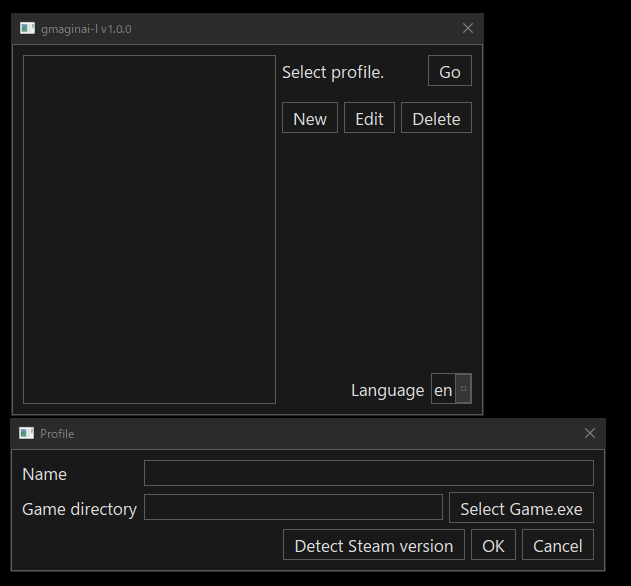 gmaginai-l v1.0.0
Select profile. Go
New Edit Delete
Language en
Profile
Name
Game directory Select Game.exe
Detect Steam version OK Cancel